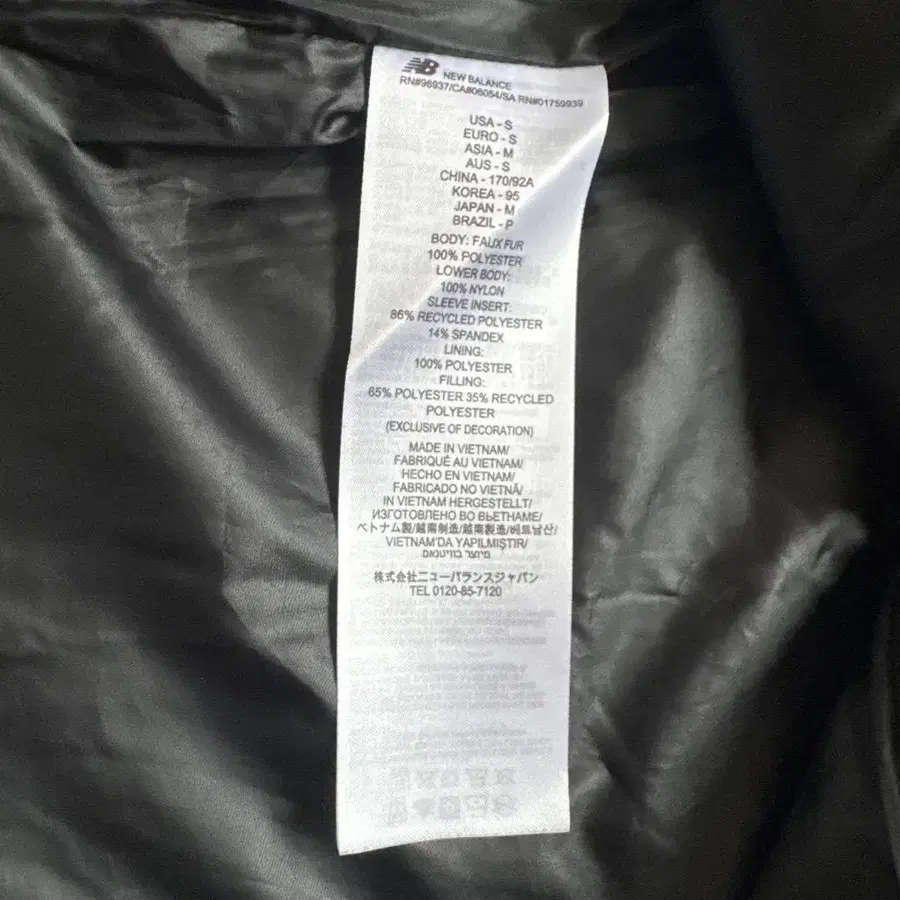 NB NEW BALANCE
RN#96937/CA#06054/SA RN#01759939
USA - S
EURO - S
ASIA - M
AUS - S
CHINA - 170/92A
KOREA - 95
JAPAN - M
BRAZIL - P
BODY: FAUX FUR
100% POLYESTER
LOWER BODY:
100% NYLON
SLEEVE INSERT:
86% RECYCLED POLYESTER
14% SPANDEX
LINING:
100% POLYESTER
FILLING:
65% POLYESTER 35% RECYCLED
POLYESTER
(EXCLUSIVE OF DECORATION)
MADE IN VIETNAM/
FABRIQUÉ AU VIETNAM/
HECHO EN VIETNAM/
FABRICADO NO VIETNÃ/
IN VIETNAM HERGESTELLT/
ИЗГОТОВЛЕНО ВО ВЬЕТНАМЕ/
ベトナム製/越南制造/越南製造/베트남산/
VIETNAM'DA YAPILMIŞTIR/
מיוצר בווייטנאם
株式会社ニューバランスジャパン
TEL 0120-85-7120